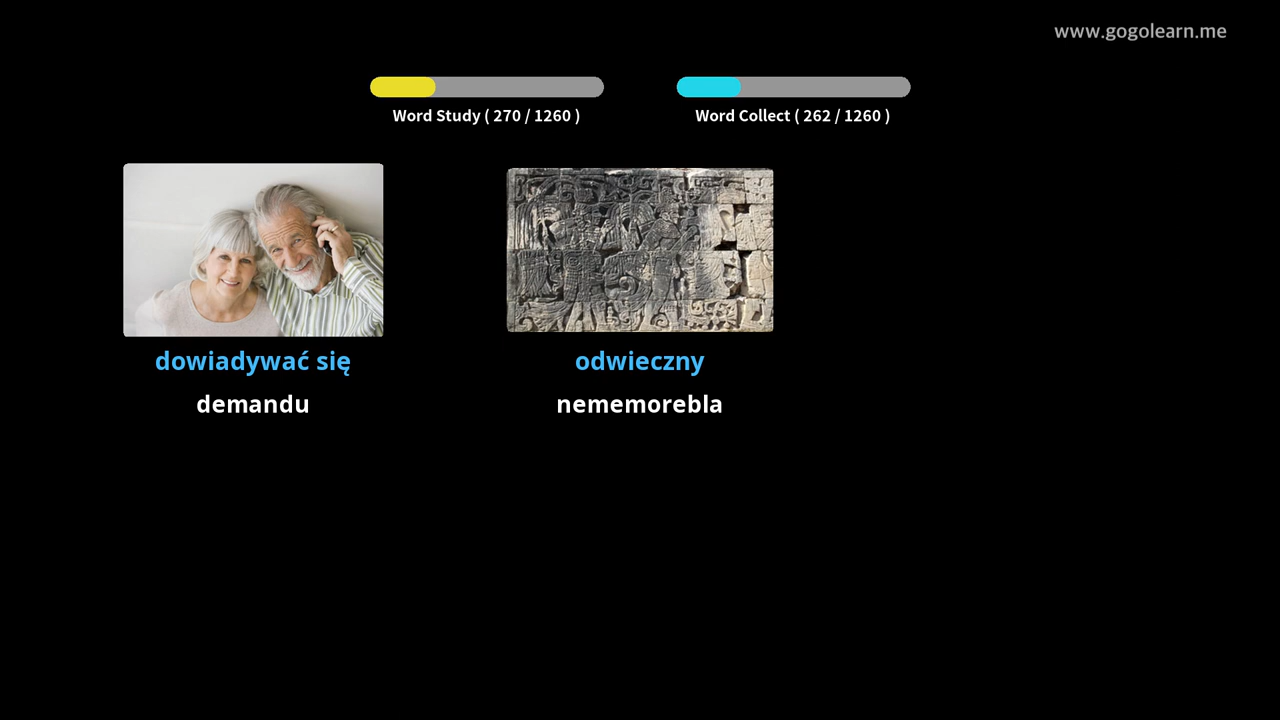 www.gogolearn.me
Word Study ( 270 / 1260 )
Word Collect ( 262 / 1260 )
dowiadywać się
demandu
odwieczny
nememorebla